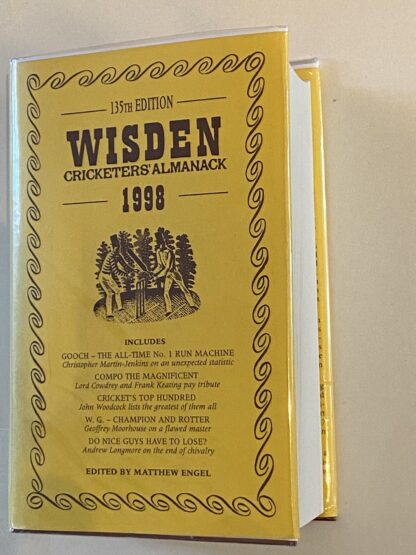 135TH EDITION
WISDEN
CRICKETERS' ALMANACK
1998
INCLUDES
GOOCH – THE ALL-TIME No. 1 RUN MACHINE
Christopher Martin-Jenkins on an unexpected statistic
COMPO THE MAGNIFICENT
Lord Cowdrey and Frank Keating pay tribute
CRICKET'S TOP HUNDRED
John Woodcock lists the greatest of them all
W. G. – CHAMPION AND ROTTER
Geoffrey Moorhouse on a flawed master
DO NICE GUYS HAVE TO LOSE?
Andrew Longmore on the end of chivalry
EDITED BY MATTHEW ENGEL